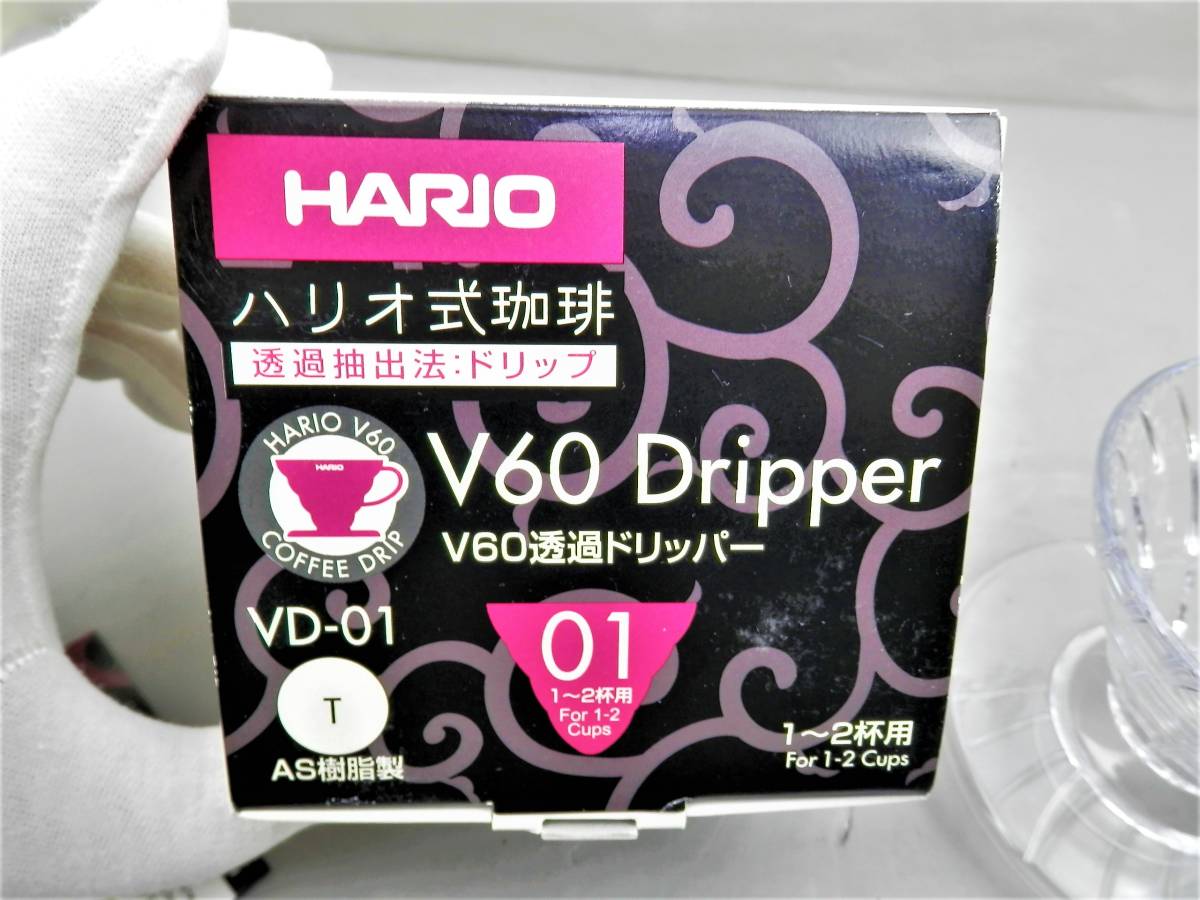 HARIO
ハリオ式珈琲
透過抽出法:ドリップ
HARIO V60
HARIO
COFFEE DRIP
V60 Dripper
V60透過ドリッパー
VD-01
T
AS樹脂製
01
1～2杯用
For 1-2
Cups
1～2杯用
For 1-2 Cups